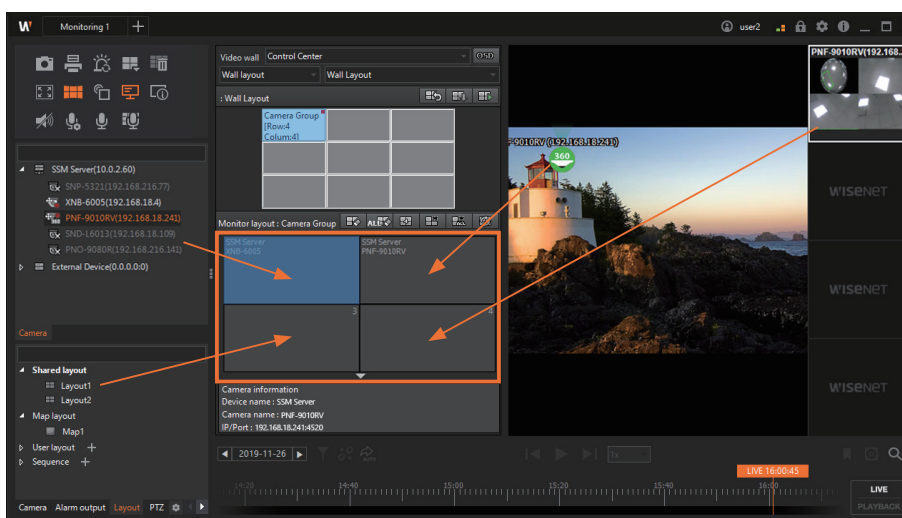 W Monitoring 1 +
user2
SSM Server(10.0.2.60)
SNP-5321(192.168.216.77)
XNB-6005(192.168.18.4)
PNF-9010RV(192.168.18.241)
SND-L6013(192.168.18.109)
PNO-9080R(192.168.216.141)
External Device(0.0.0.0:0)
Camera
Shared layout
Layout1
Layout2
Map layout
Map1
User layout +
Sequence +
Camera Alarm output Layout PTZ
Video wall Control Center OSD
Wall layout Wall Layout
: Wall Layout
Camera Group
[Row:4
Colum:4]
Monitor layout : Camera Group ALL
SSM Server
XNB-6005
SSM Server
PNF-9010RV
3 4
Camera information
Device name : SSM Server
Camera name : PNF-9010RV
IP/Port : 192.168.18.241:4520
-9010RV (192.168.18.241)
360
PNF-9010RV(192.168..
WISENET
WISENET
WISENET
2019-11-26
1x
LIVE 16:00:45
14:20 14:40 15:00 15:20 15:40 16:00
LIVE
PLAYBACK